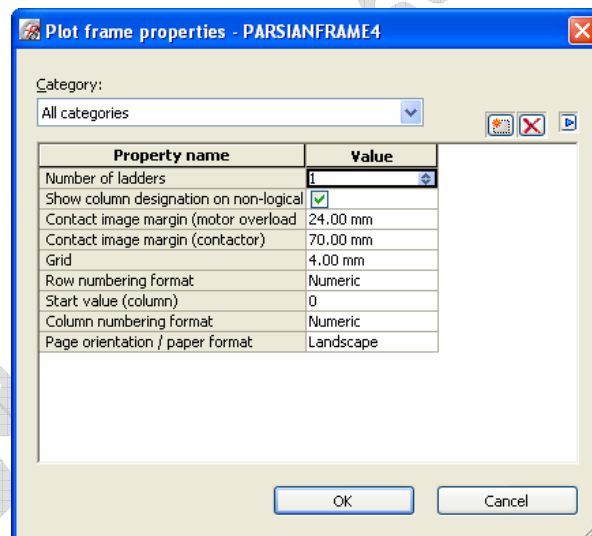 Plot frame properties - PARSIANFRAME4
Category:
All categories
Property name Value
Number of ladders 1
Show column designation on non-logical
Contact image margin (motor overload 24.00 mm
Contact image margin (contactor) 70.00 mm
Grid 4.00 mm
Row numbering format Numeric
Start value (column) 0
Column numbering format Numeric
Page orientation / paper format Landscape
OK Cancel